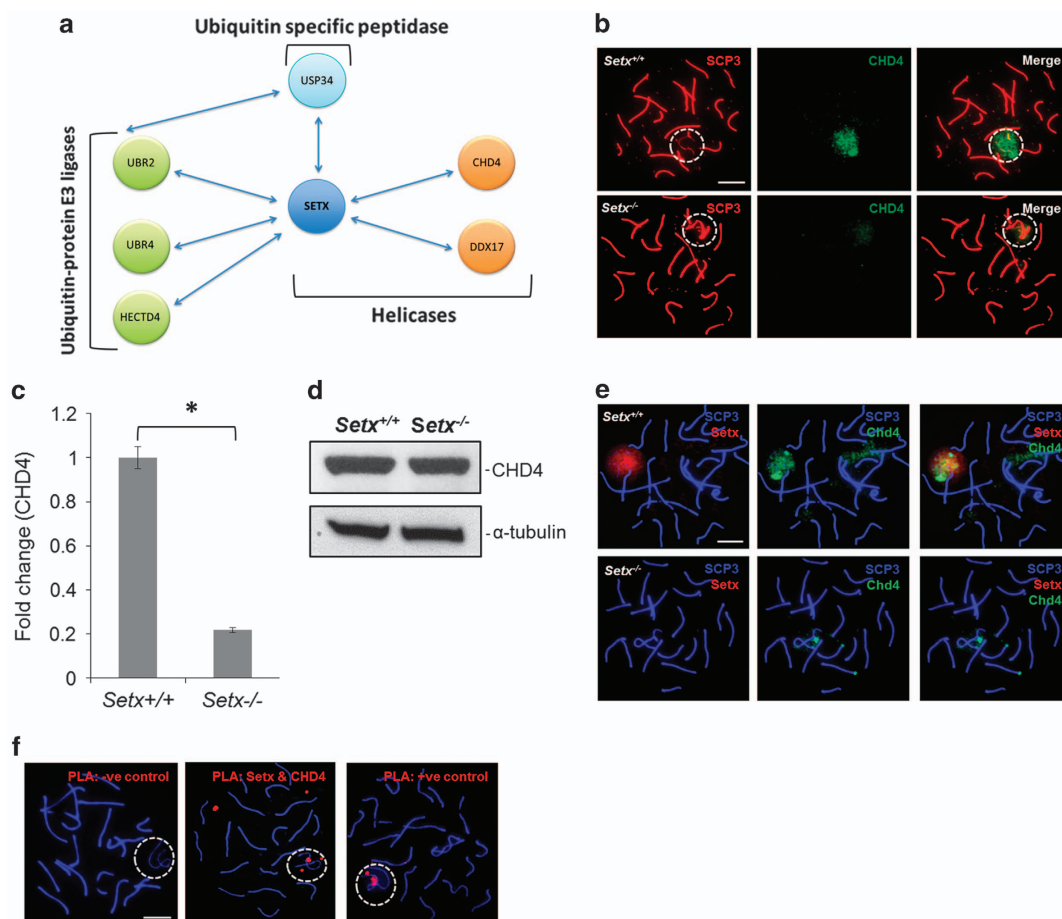 a
Ubiquitin specific peptidase
USP34
Ubiquitin-protein E3 ligases
UBR2
CHD4
SETX
UBR4
DDX17
HECTD4
Helicases
b
Setx+/+ SCP3
CHD4
Merge
Setx-/- SCP3
CHD4
Merge
c
Fold change (CHD4)
1.2
1
0.8
0.6
0.4
0.2
0
*
Setx+/+ Setx-/-
d
Setx+/+ Setx-/-
-CHD4
-α-tubulin
e
Setx+/+ SCP3
Setx
SCP3
Chd4
SCP3
Setx
Chd4
Setx-/- SCP3
Setx
SCP3
Chd4
SCP3
Setx
Chd4
f
PLA: -ve control
PLA: Setx & CHD4
PLA: +ve control